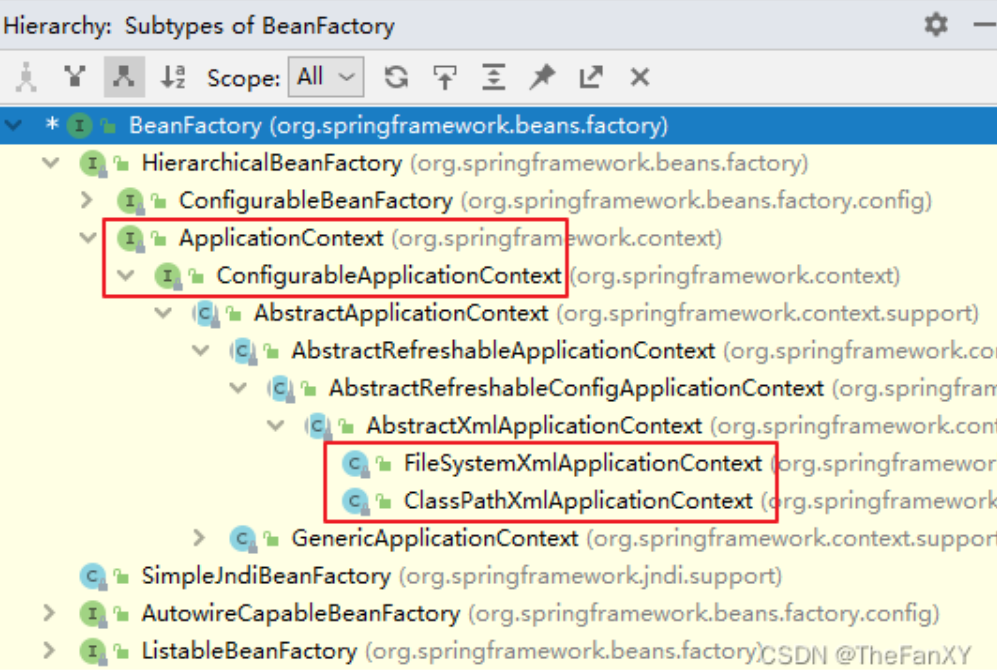 Hierarchy: Subtypes of BeanFactory
Scope: All
* I BeanFactory (org.springframework.beans.factory)
I HierarchicalBeanFactory (org.springframework.beans.factory)
I ConfigurableBeanFactory (org.springframework.beans.factory.config)
I ApplicationContext (org.springframework.context)
I ConfigurableApplicationContext (org.springframework.context)
C AbstractApplicationContext (org.springframework.context.support)
C AbstractRefreshableApplicationContext (org.springframework.co
C AbstractRefreshableConfigApplicationContext (org.springfram
C AbstractXmlApplicationContext (org.springframework.cont
C FileSystemXmlApplicationContext (org.springframewor
C ClassPathXmlApplicationContext (org.springframework
C GenericApplicationContext (org.springframework.context.support
C SimpleJndiBeanFactory (org.springframework.jndi.support)
I AutowireCapableBeanFactory (org.springframework.beans.factory.config)
I ListableBeanFactory (org.springframework.beans.factory)
CSDN @TheFanXY